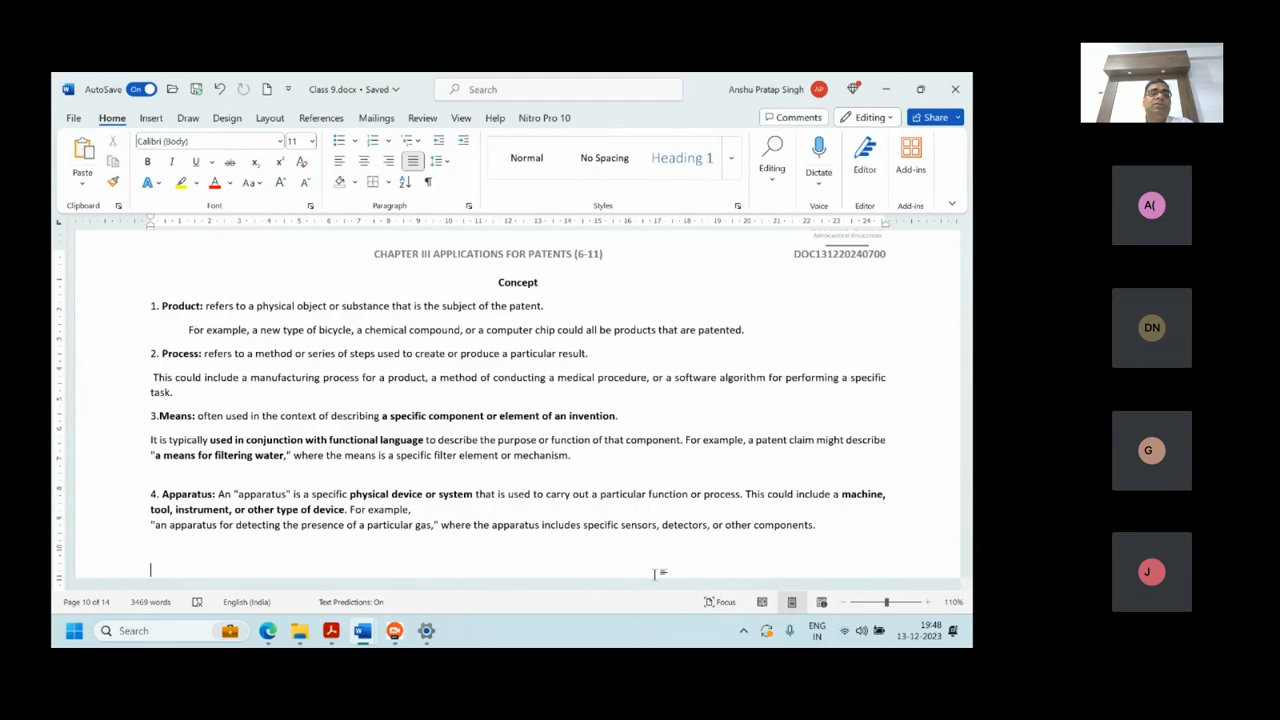 AutoSave On Class 9.docx • Saved Search Anshu Pratap Singh AP
File Home Insert Draw Design Layout References Mailings Review View Help Nitro Pro 10 Comments Editing Share
Calibri (Body) 11
Paste Normal No Spacing Heading 1 Editing Dictate Editor Add-ins
Clipboard Font Paragraph Styles Voice Editor Add-ins
ADVOCATES & SOLICITORS
CHAPTER III APPLICATIONS FOR PATENTS (6-11) DOC131220240700
Concept
1. Product: refers to a physical object or substance that is the subject of the patent.
For example, a new type of bicycle, a chemical compound, or a computer chip could all be products that are patented.
2. Process: refers to a method or series of steps used to create or produce a particular result.
This could include a manufacturing process for a product, a method of conducting a medical procedure, or a software algorithm for performing a specific
task.
3.Means: often used in the context of describing a specific component or element of an invention.
It is typically used in conjunction with functional language to describe the purpose or function of that component. For example, a patent claim might describe
"a means for filtering water," where the means is a specific filter element or mechanism.
4. Apparatus: An "apparatus" is a specific physical device or system that is used to carry out a particular function or process. This could include a machine,
tool, instrument, or other type of device. For example,
"an apparatus for detecting the presence of a particular gas," where the apparatus includes specific sensors, detectors, or other components.
Page 10 of 14 3469 words English (India) Text Predictions: On Focus 110%
Search ENG IN 19:48 13-12-2023
A(
DN
G
J